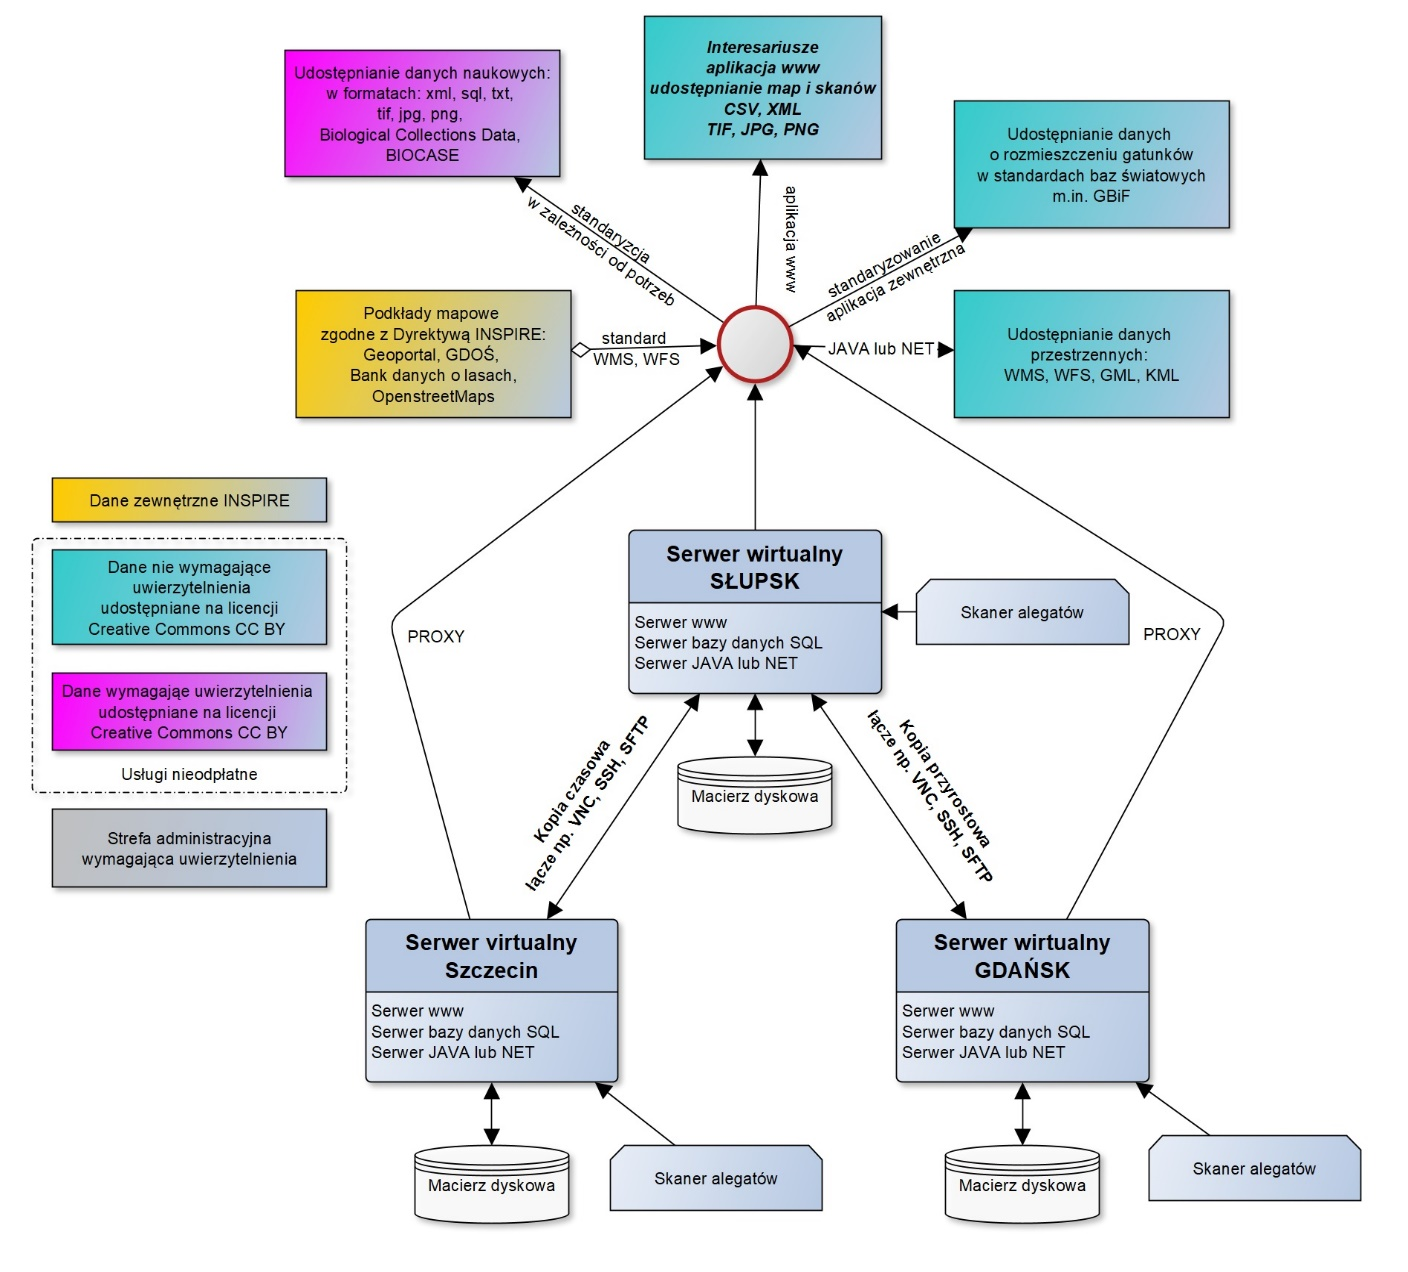 Interesariusze
aplikacja www
udostępnianie map i skanów
CSV, XML
TIF, JPG, PNG
Udostępnianie danych naukowych:
w formatach: xml, sql, txt,
tif, jpg, png,
Biological Collections Data,
BIOCASE
Udostępnianie danych
o rozmieszczeniu gatunków
w standardach baz światowych
m.in. GBiF
standaryzcja
w zależności od potrzeb
aplikacja www
standaryzowanie
aplikacja zewnętrzna
Podkłady mapowe
zgodne z Dyrektywą INSPIRE:
Geoportal, GDOŚ,
Bank danych o lasach,
OpenstreetMaps
standard
WMS, WFS
JAVA lub NET
Udostępnianie danych
przestrzennych:
WMS, WFS, GML, KML
Dane zewnętrzne INSPIRE
Dane nie wymagające
uwierzytelnienia
udostępniane na licencji
Creative Commons CC BY
Dane wymagająe uwierzytelnienia
udostępniane na licencji
Creative Commons CC BY
Usługi nieodpłatne
Strefa administracyjna
wymagająca uwierzytelnienia
PROXY
PROXY
Serwer wirtualny
SŁUPSK
Serwer www
Serwer bazy danych SQL
Serwer JAVA lub NET
Skaner alegatów
Macierz dyskowa
Kopia czasowa
łącze np. VNC, SSH, SFTP
Kopia przyrostowa
łącze np. VNC, SSH, SFTP
Serwer virtualny
Szczecin
Serwer www
Serwer bazy danych SQL
Serwer JAVA lub NET
Macierz dyskowa
Skaner alegatów
Serwer wirtualny
GDAŃSK
Serwer www
Serwer bazy danych SQL
Serwer JAVA lub NET
Macierz dyskowa
Skaner alegatów